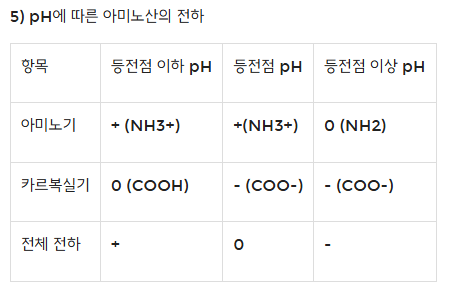 5) pH에 따른 아미노산의 전하
항목 등전점 이하 pH 등전점 pH 등전점 이상 pH
아미노기 + (NH3+) +(NH3+) 0 (NH2)
카르복실기 0 (COOH) - (COO-) - (COO-)
전체 전하 + 0 -